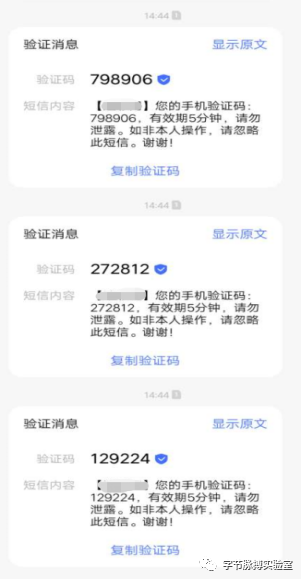 14:44 1
验证消息 显示原文
验证码 798906
短信内容 【 】您的手机验证码：
798906，有效期5分钟，请勿
泄露。如非本人操作，请忽略
此短信。谢谢！
复制验证码
14:44 1
验证消息 显示原文
验证码 272812
短信内容 【 】您的手机验证码：
272812，有效期5分钟，请勿
泄露。如非本人操作，请忽略
此短信。谢谢！
复制验证码
14:44 1
验证消息 显示原文
验证码 129224
短信内容 【 】您的手机验证码：
129224，有效期5分钟，请勿
泄露。如非本人操作，请忽略
此短信。谢谢！
复制验证码
字节脉搏实验室